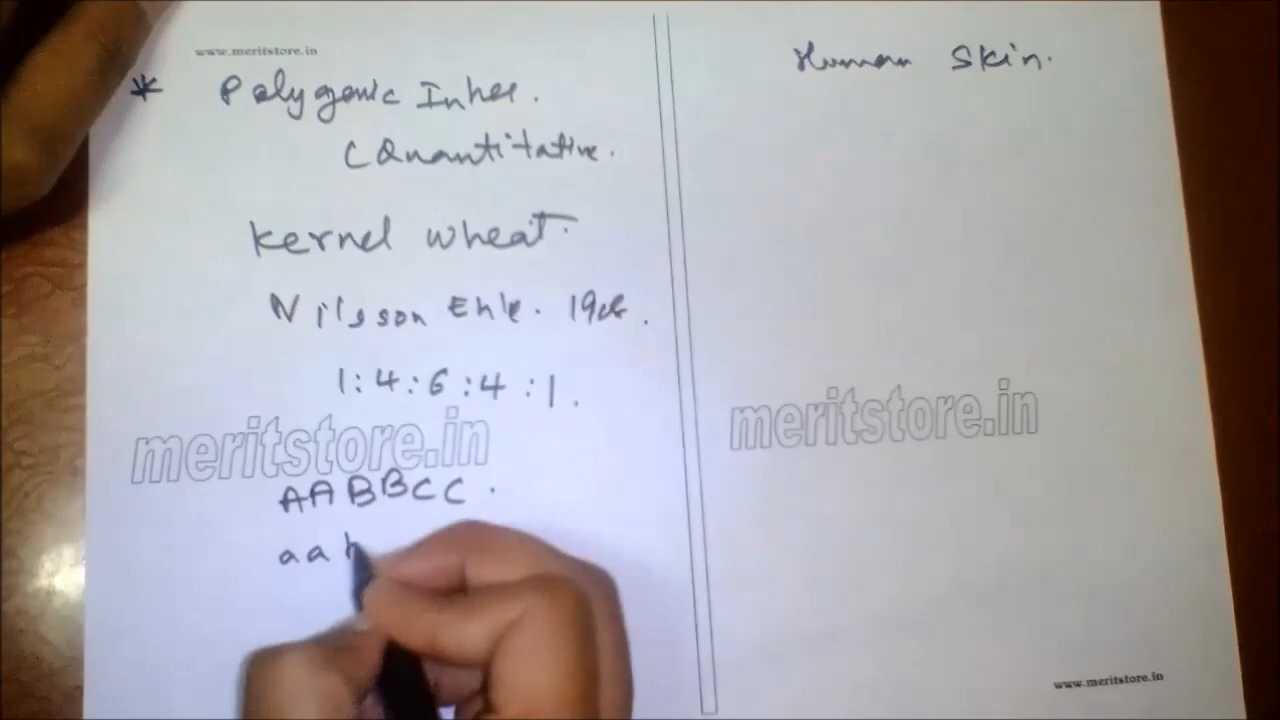 www.meritstore.in
* Polygenic Inher.
(Quantitative.
Kernel wheat.
Nilsson Ehle. 1908.
1:4:6:4:1.
meritstore.in
AABBCC.
aab
Human Skin.
meritstore.in
www.meritstore.in